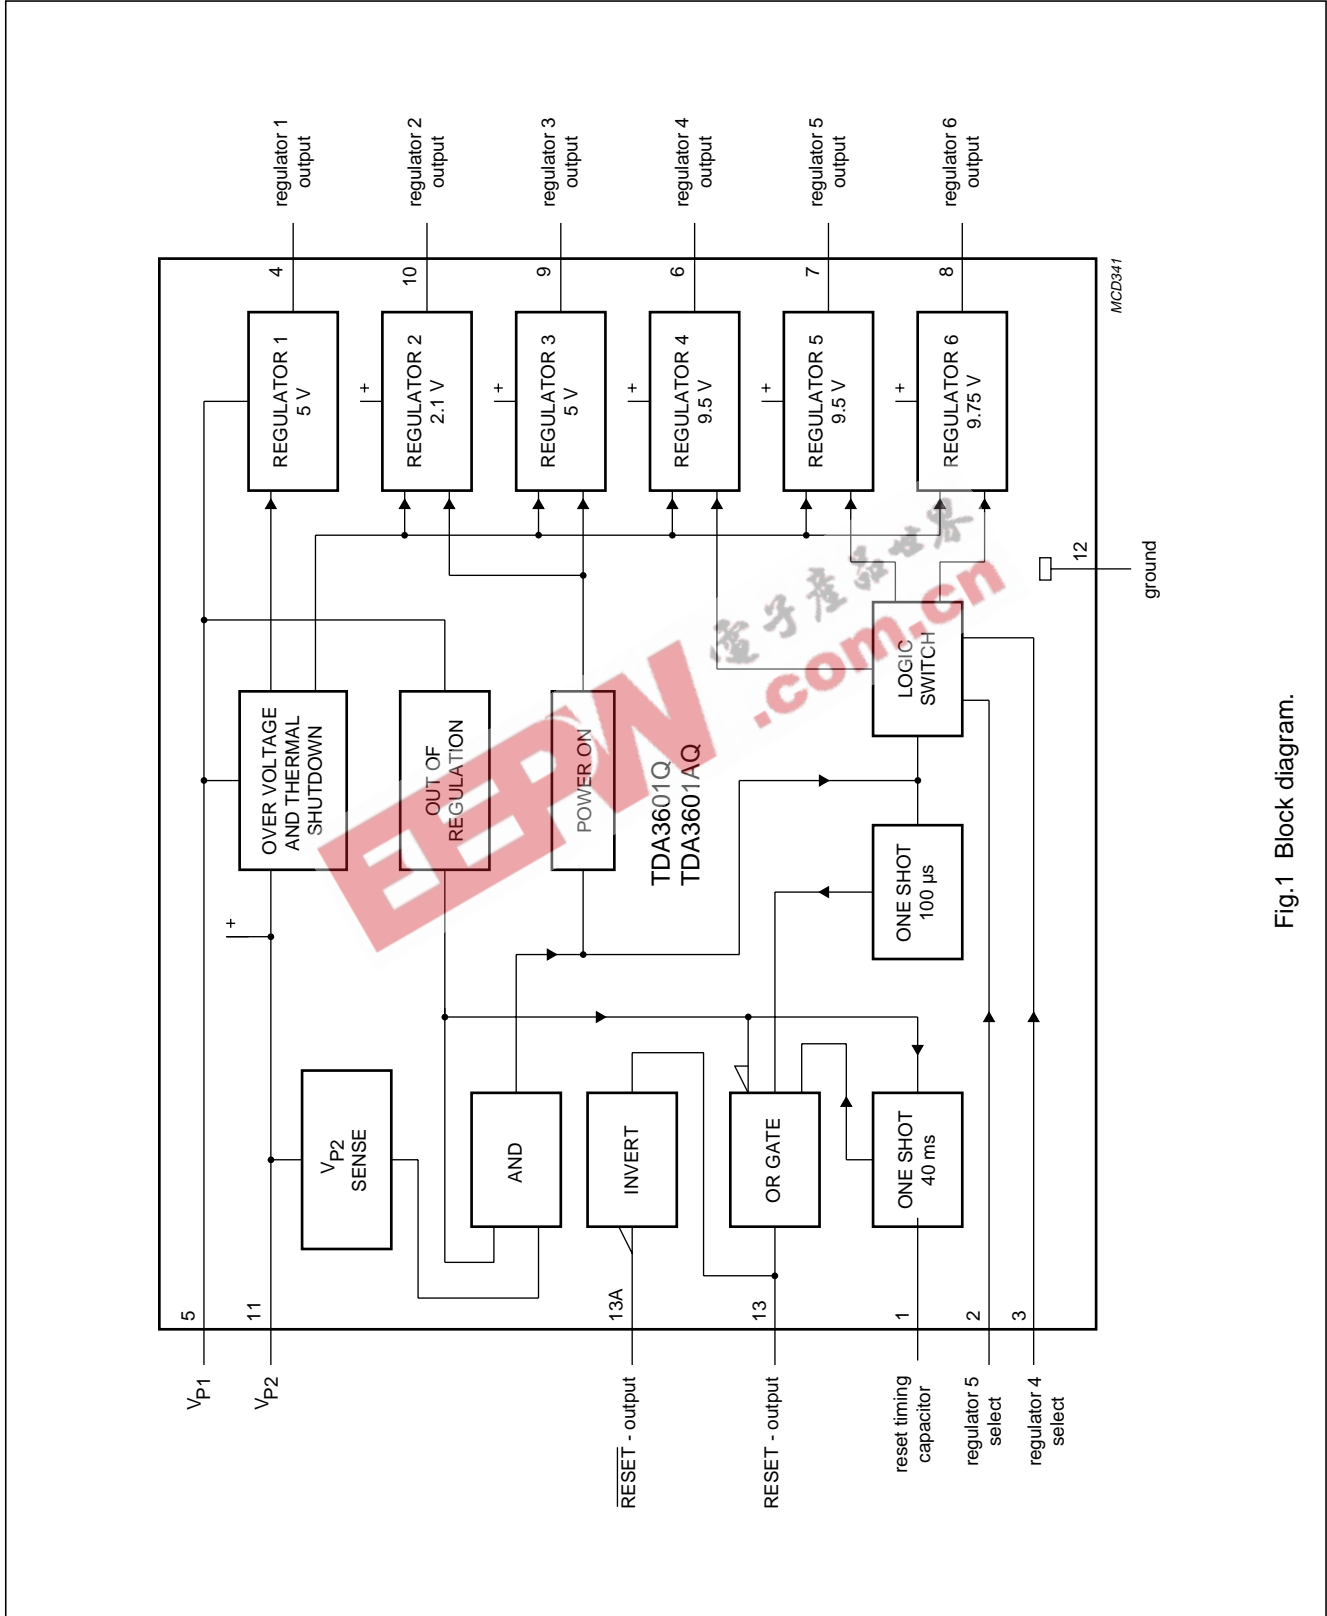 VP1
VP2
RESET - output
RESET - output
reset timing
capacitor
regulator 5
select
regulator 4
select
5
11
13A
13
1
2
3
VP2
SENSE
AND
INVERT
OR GATE
ONE SHOT
40 ms
+
OVER VOLTAGE
AND THERMAL
SHUTDOWN
OUT OF
REGULATION
POWER ON
TDA3601Q
TDA3601AQ
ONE SHOT
100 µs
LOGIC
SWITCH
REGULATOR 1
5 V
+
REGULATOR 2
2.1 V
+
REGULATOR 3
5 V
+
REGULATOR 4
9.5 V
+
REGULATOR 5
9.5 V
+
REGULATOR 6
9.75 V
4
10
9
6
7
8
12
regulator 1
output
regulator 2
output
regulator 3
output
regulator 4
output
regulator 5
output
regulator 6
output
ground
MCD341
EEPW
電子產品世界
.com.cn
Fig.1 Block diagram.